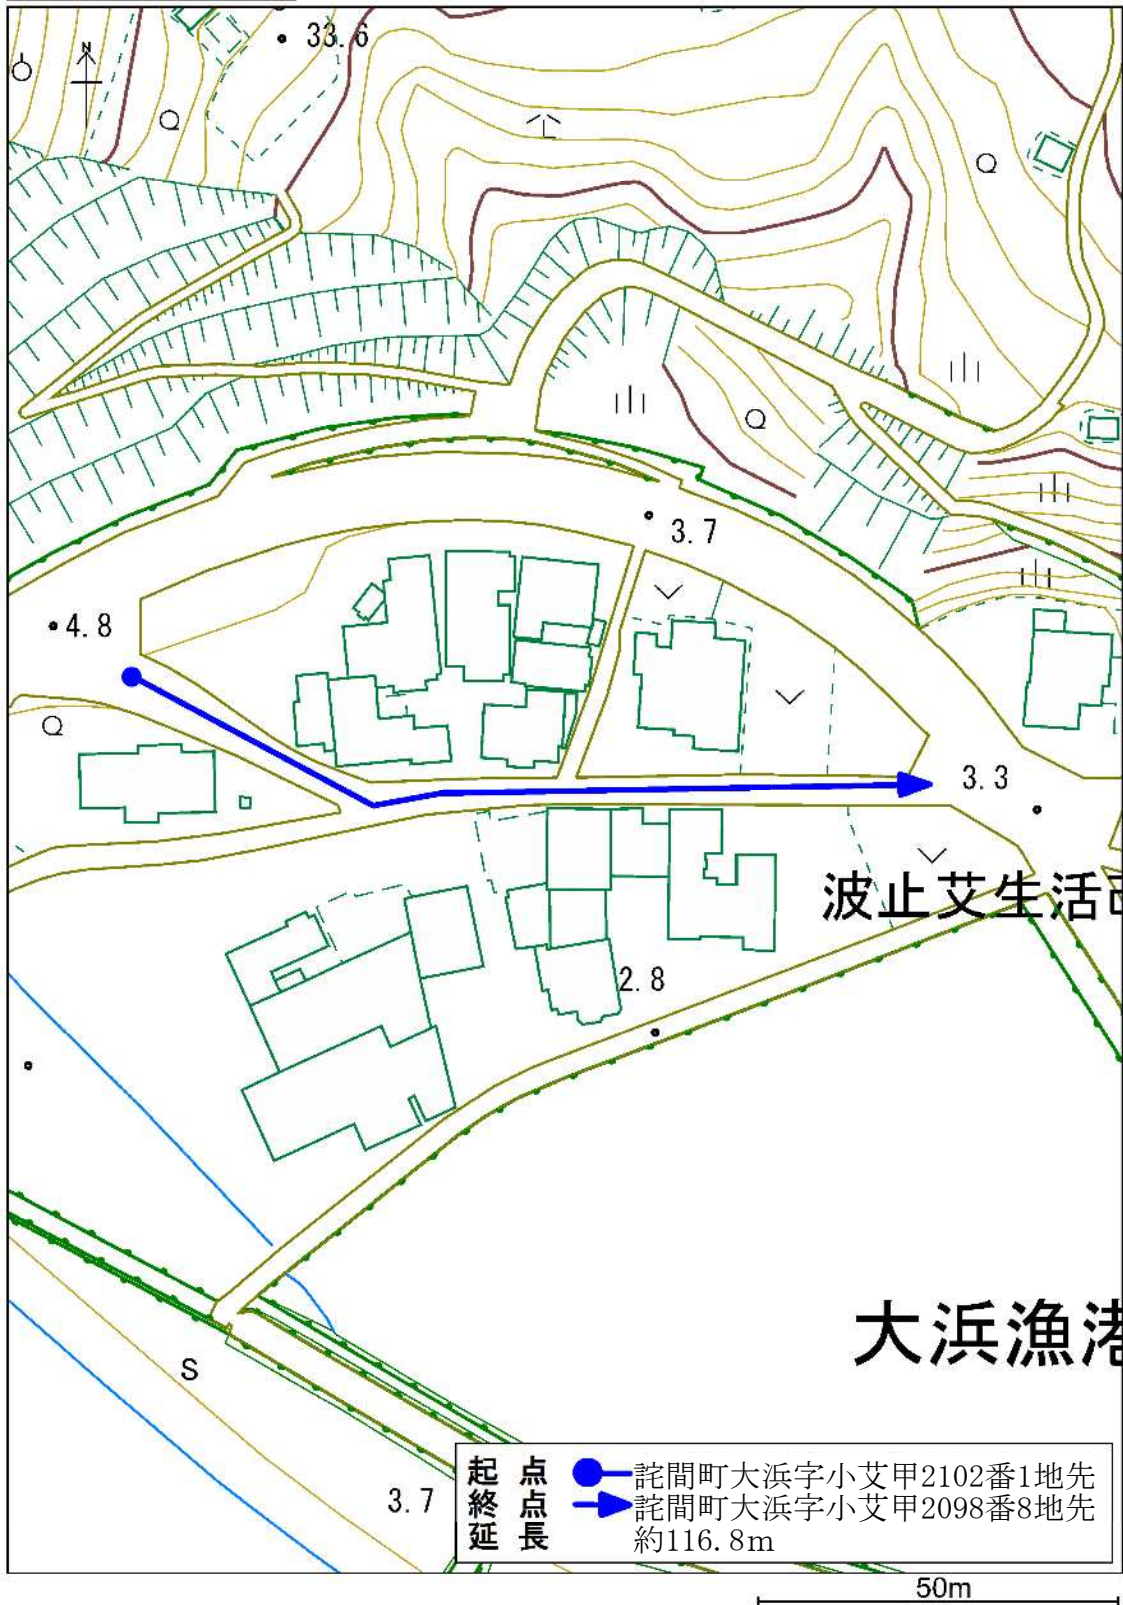 33.6
N
3.7
4.8
3.3
波止艾生活
2.8
大浜漁港
S
3.7
起点 詫間町大浜字小艾甲2102番1地先
終点 詫間町大浜字小艾甲2098番8地先
延長 約116.8m
50m